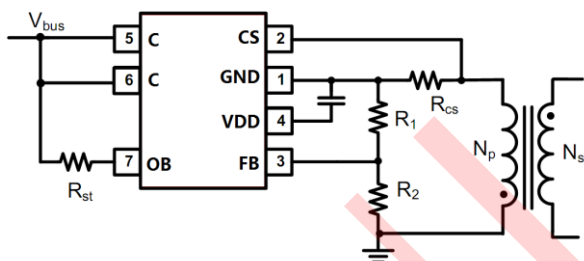 Vbus
5 C
CS 2
6 C
GND 1
VDD 4
7 OB
FB 3
Rst
Rcs
R1
R2
Np
Ns